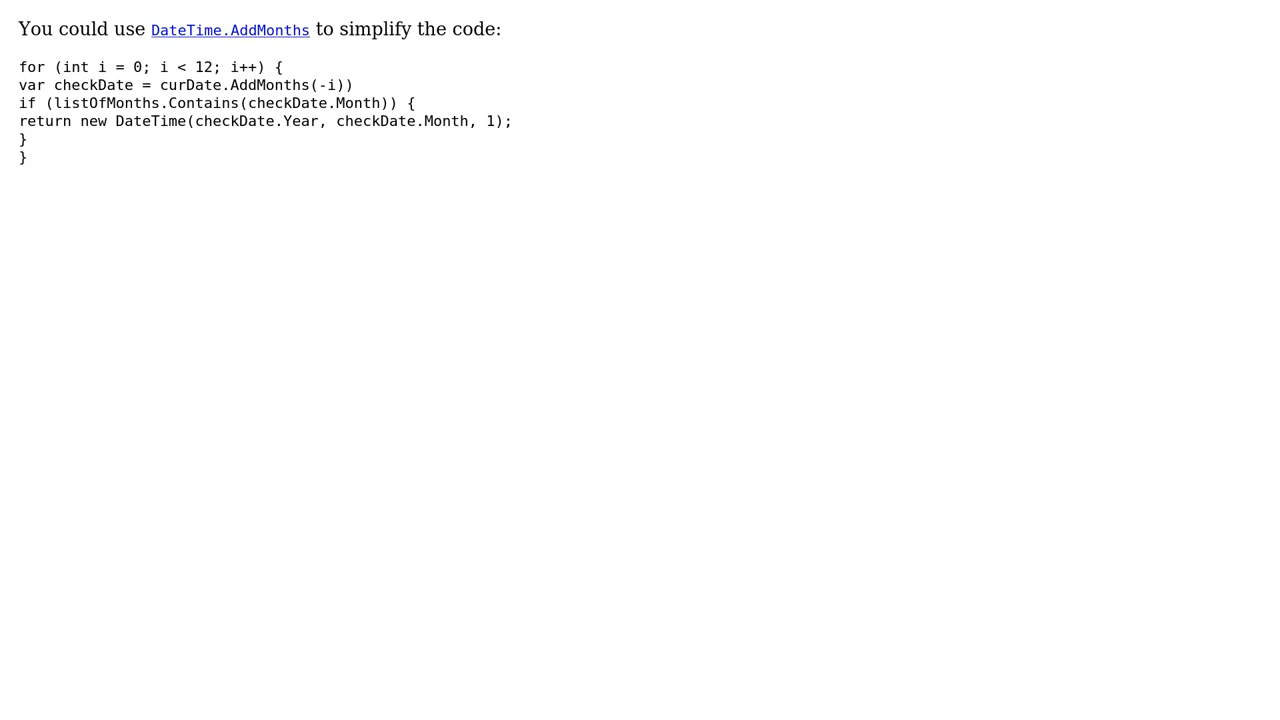 You could use DateTime.AddMonths to simplify the code:
for (int i = 0; i < 12; i++) {
var checkDate = curDate.AddMonths(-i))
if (listOfMonths.Contains(checkDate.Month)) {
return new DateTime(checkDate.Year, checkDate.Month, 1);
}
}